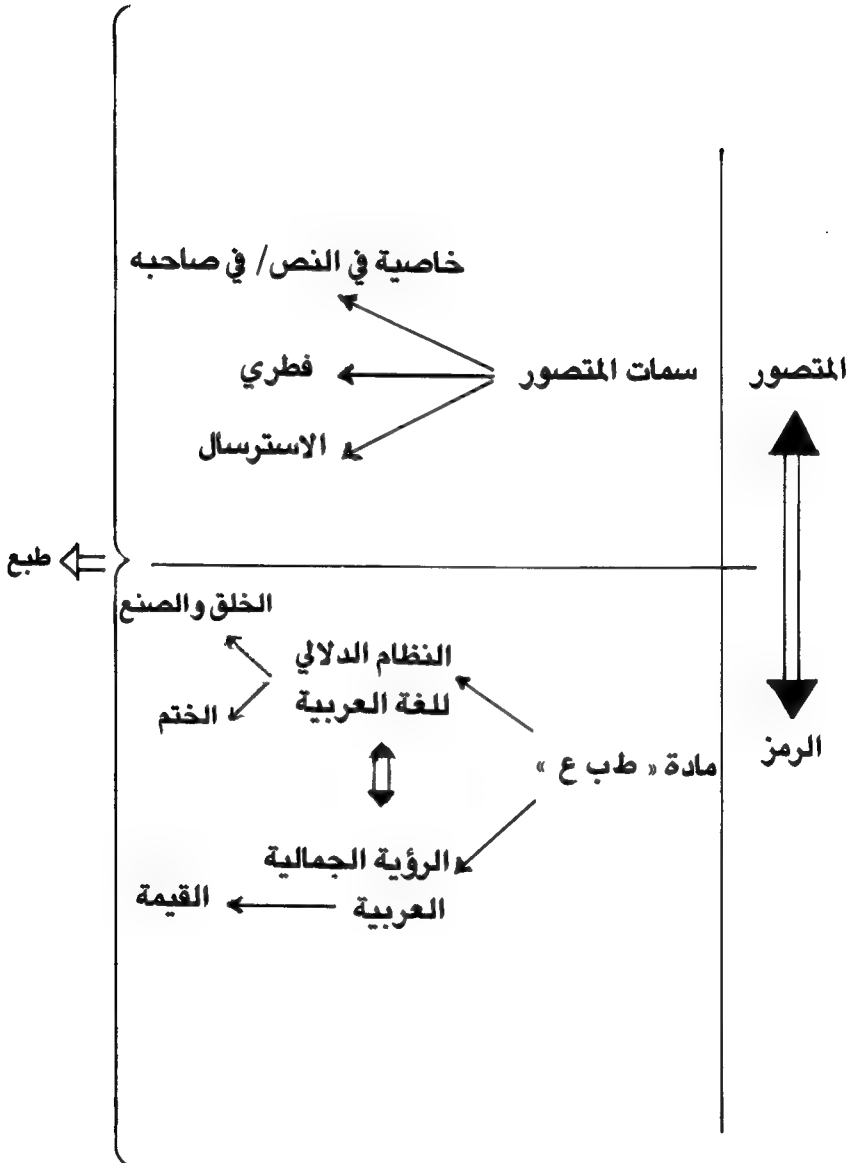 خاصية في النص / في صاحبه
المتصور
سمات المتصور
فطري
الاسترسال
طبع
الخلق والصنع
النظام الدلالي
للغة العربية
الختم
الرمز
مادة « ط ب ع »
الرؤية الجمالية
العربية
القيمة